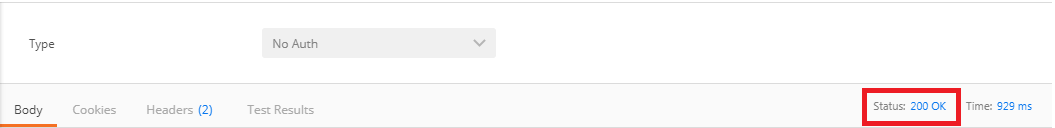 Type No Auth
Body Cookies Headers (2) Test Results Status: 200 OK Time: 929 ms